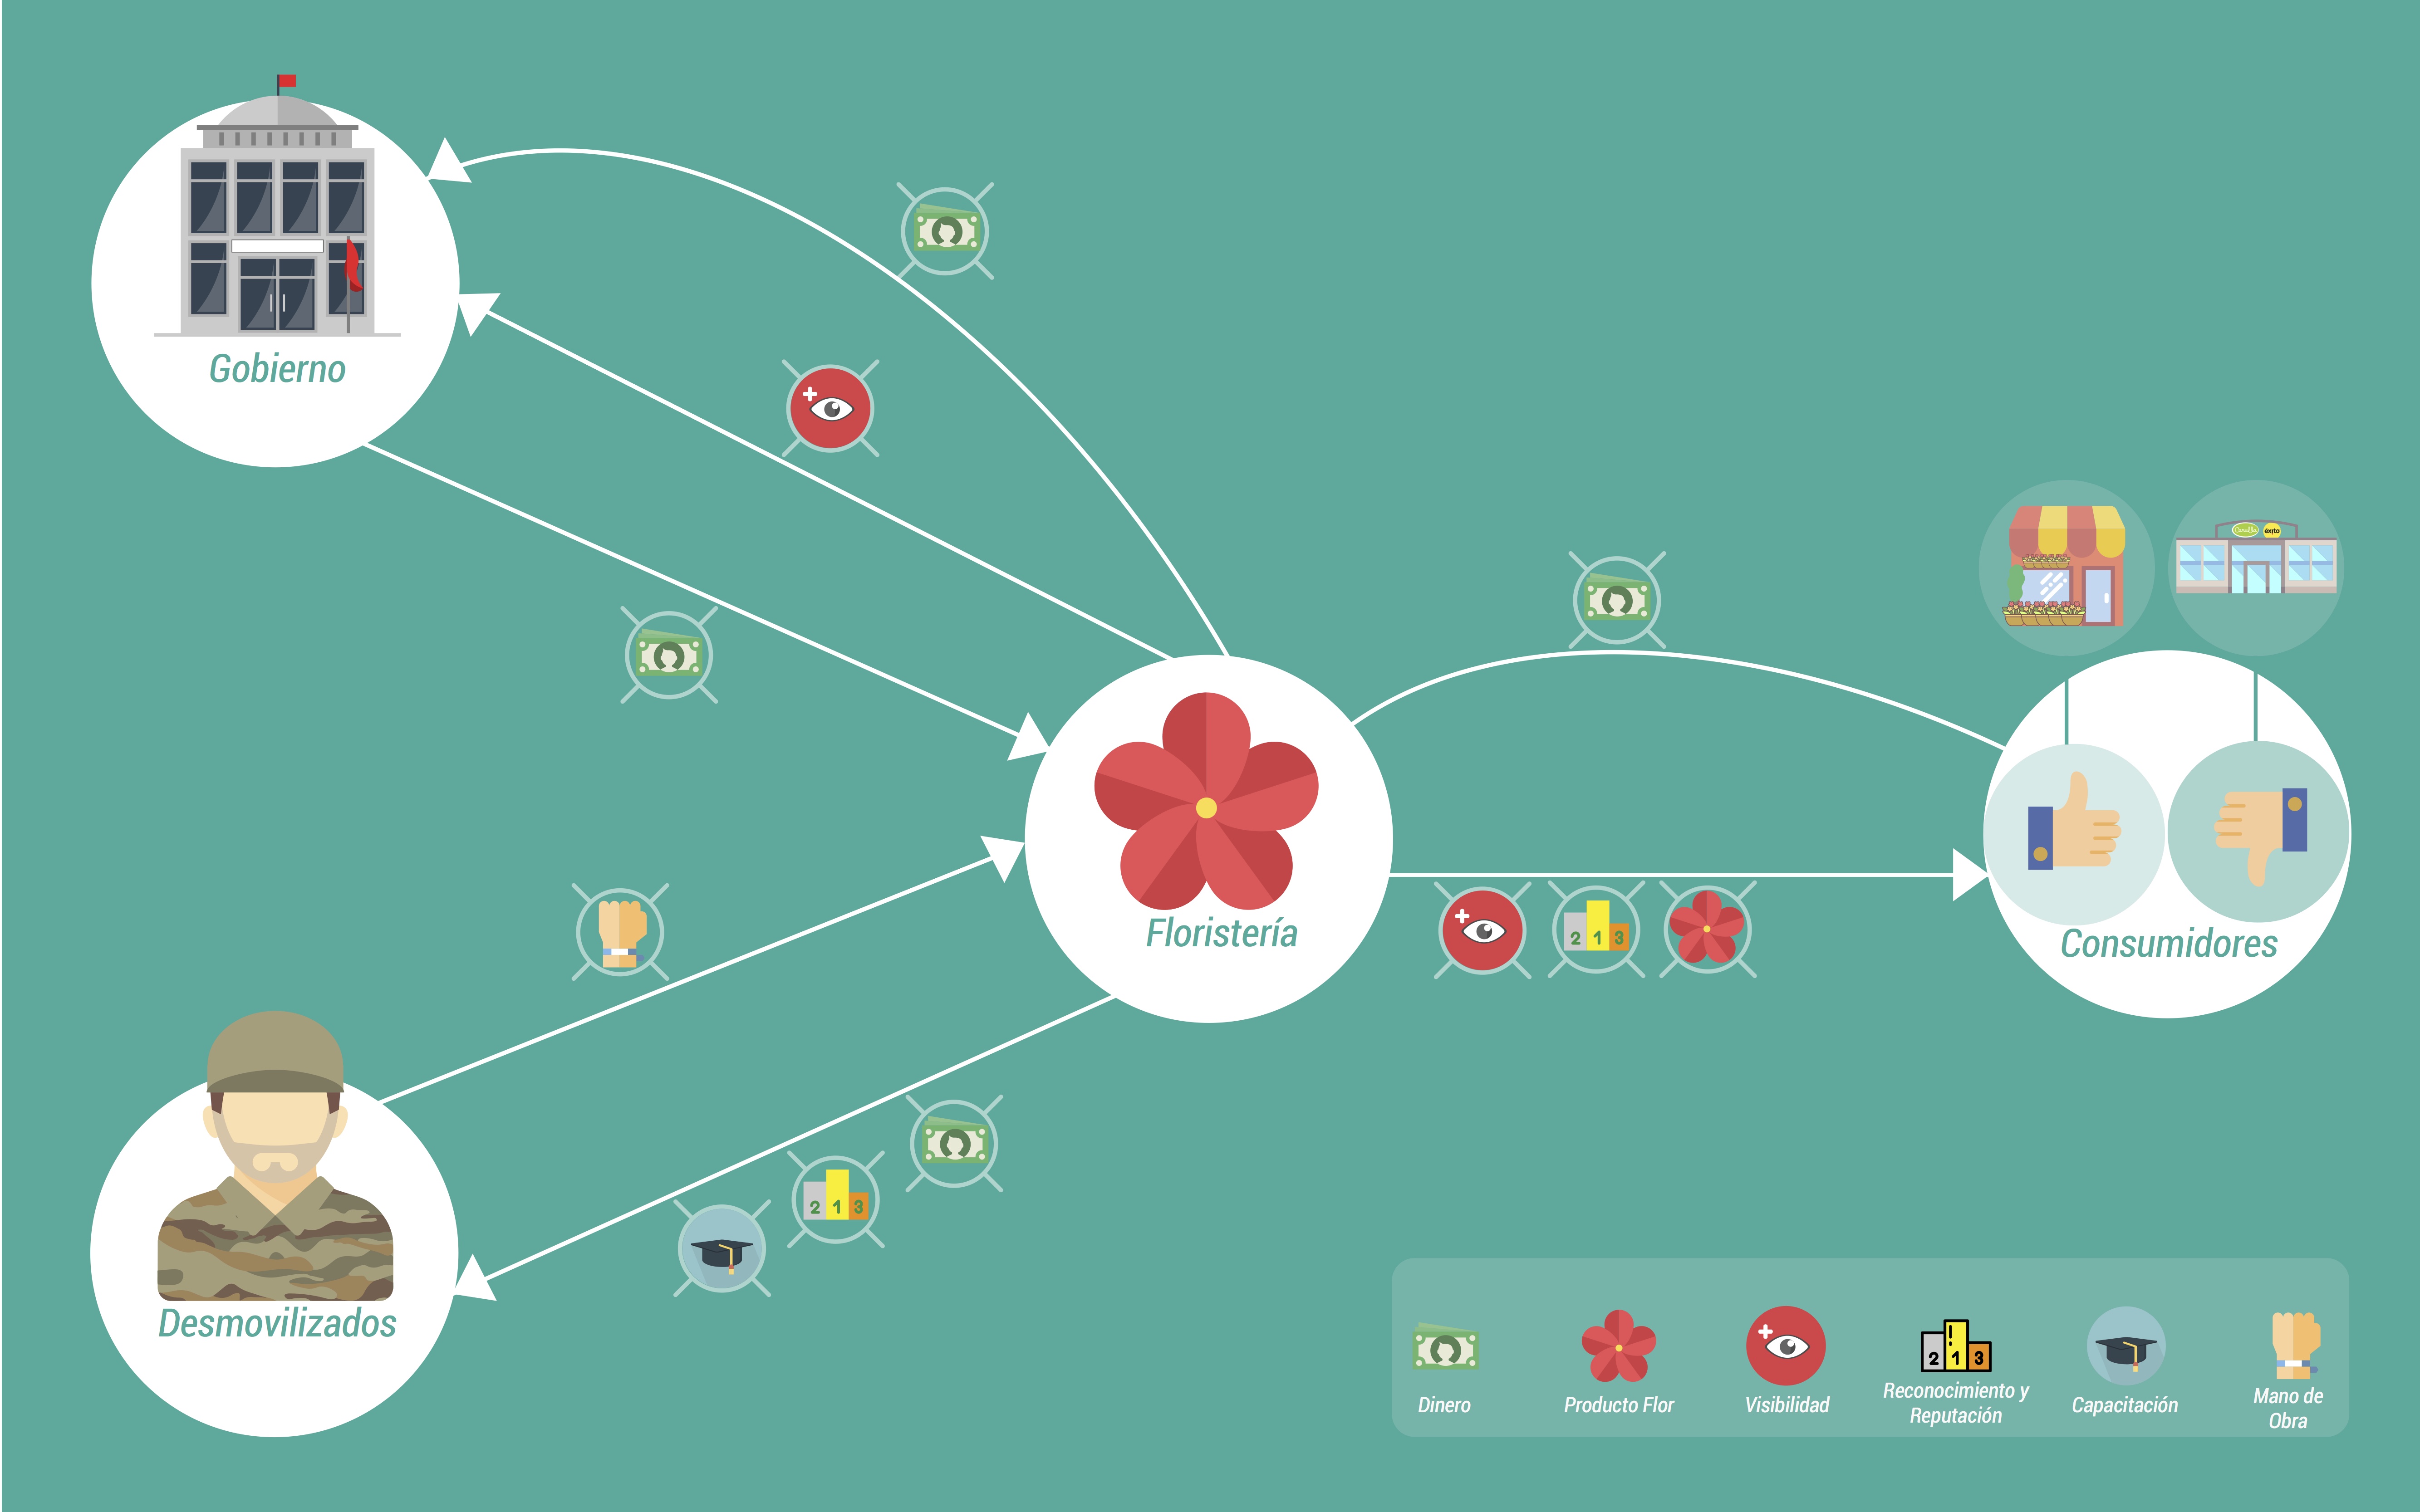 Gobierno
éxito
Floristería
2 1 3
Consumidores
2 1 3
Desmovilizados
2 1 3
Dinero
Producto Flor
Visibilidad
Reconocimiento y
Reputación
Capacitación
Mano de
Obra